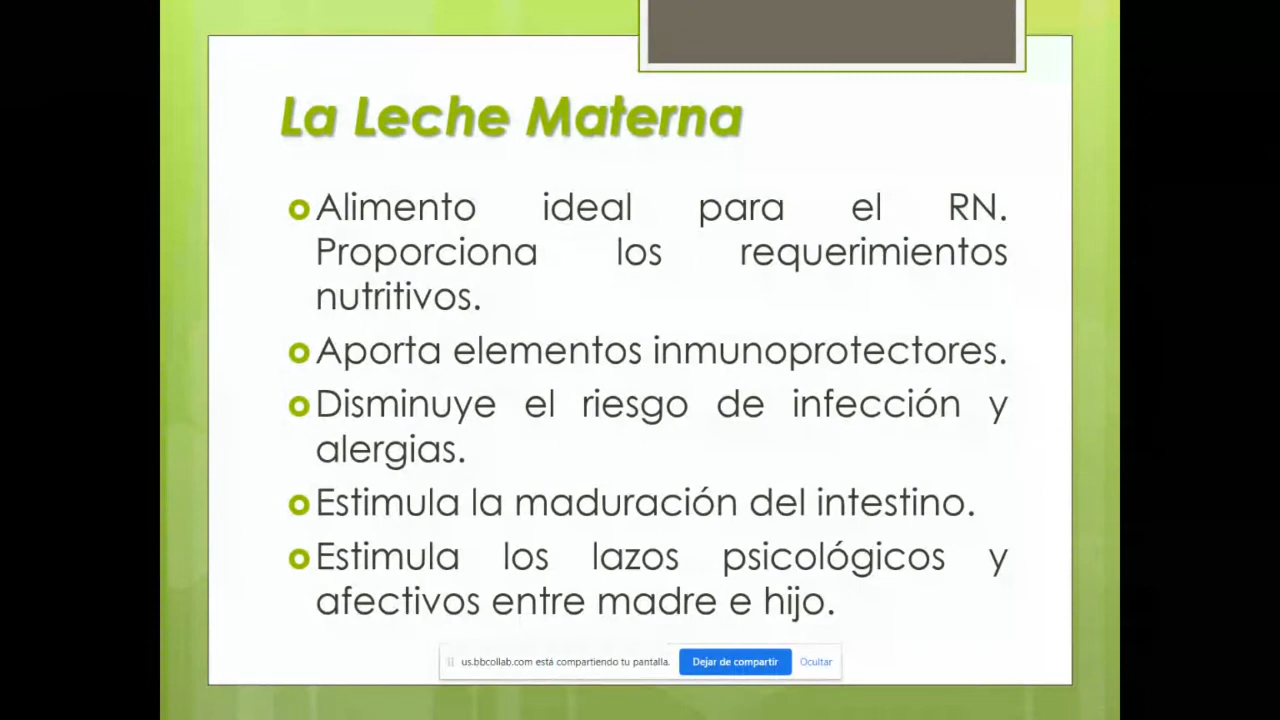 La Leche Materna
Alimento ideal para el RN.
Proporciona los requerimientos
nutritivos.
Aporta elementos inmunoprotectores.
Disminuye el riesgo de infección y
alergias.
Estimula la maduración del intestino.
Estimula los lazos psicológicos y
afectivos entre madre e hijo.
us.bbcollab.com está compartiendo tu pantalla. Dejar de compartir Ocultar